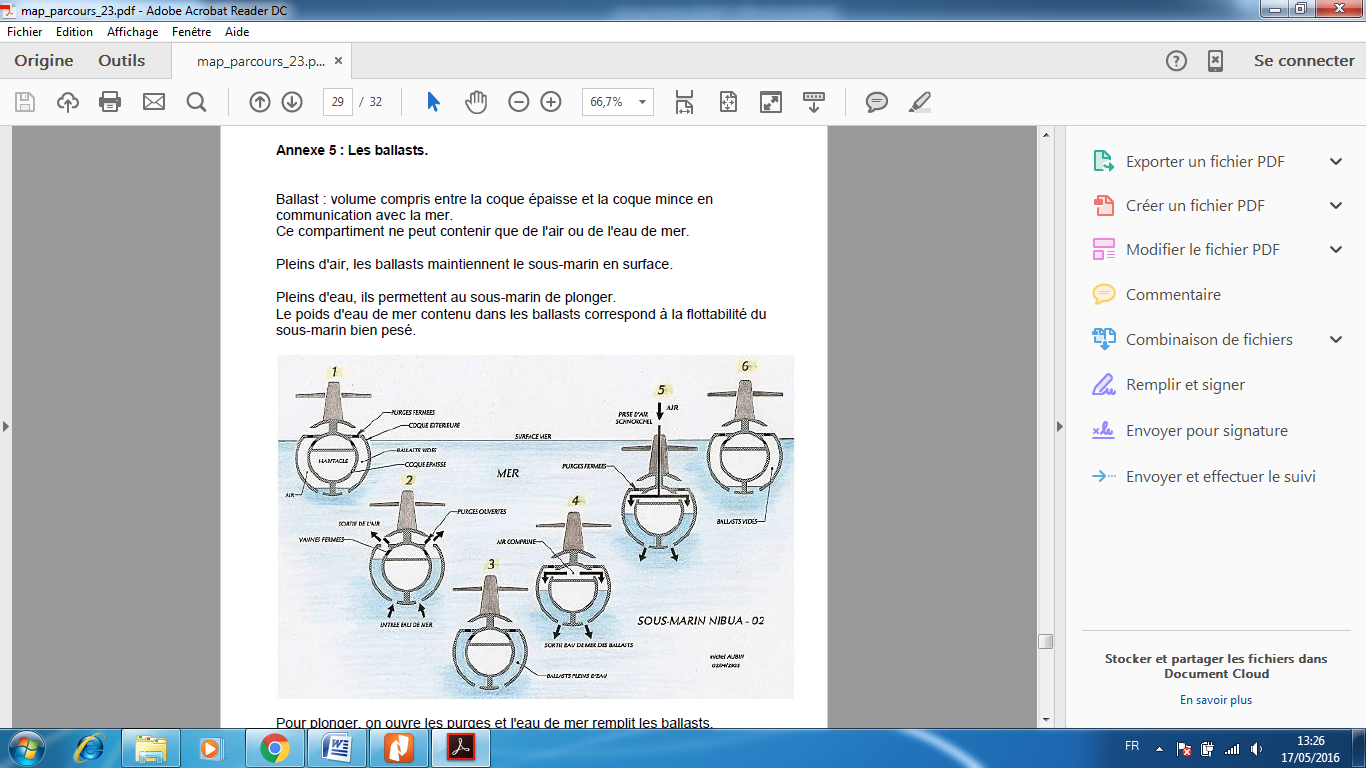 map_parcours_23.pdf - Adobe Acrobat Reader DC
Fichier Edition Affichage Fenêtre Aide
Origine Outils map_parcours_23.p... × Se connecter
29 / 32 66,7%
Annexe 5 : Les ballasts.
Ballast : volume compris entre la coque épaisse et la coque mince en
communication avec la mer.
Ce compartiment ne peut contenir que de l'air ou de l'eau de mer.
Pleins d'air, les ballasts maintiennent le sous-marin en surface.
Pleins d'eau, ils permettent au sous-marin de plonger.
Le poids d'eau de mer contenu dans les ballasts correspond à la flottabilité du
sous-marin bien pesé.
1
PURGES FERMEES
COQUE EXTERIEURE
BALLASTS VIDES
COQUE EPAISSE
AIR
SURFACE MER
MER
2
SORTIE DE L'AIR
PURGES OUVERTES
VANNES FERMEES
ENTREE EAU DE MER
3
BALLASTS PLEINS D'EAU
4
AIR COMPRIME
SORTIE EAU DE MER DES BALLASTS
5
AIR
PRISE D'AIR
SCHNORCHEL
PURGES FERMEES
6
BALLASTS VIDES
SOUS-MARIN NIBUA - 02
michel AUBIN
Pour plonger, on ouvre les purges et l'eau de mer remplit les ballasts.
Exporter un fichier PDF
Créer un fichier PDF
Modifier le fichier PDF
Commentaire
Combinaison de fichiers
Remplir et signer
Envoyer pour signature
Envoyer et effectuer le suivi
Stocker et partager les fichiers dans
Document Cloud
En savoir plus
FR
13:26
17/05/2016